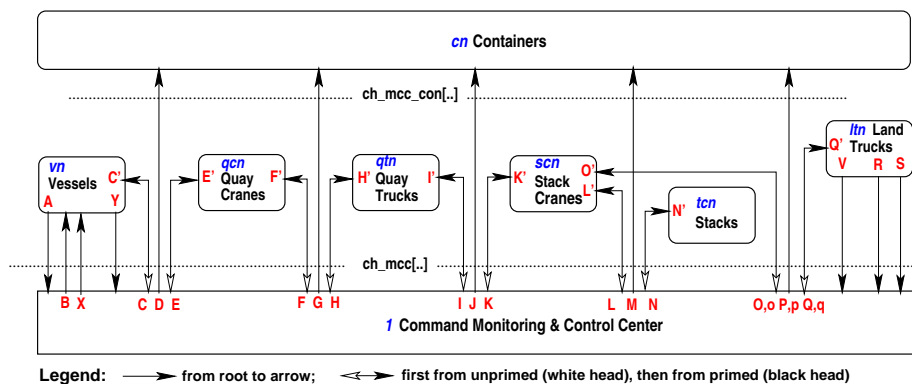 cn Containers
ch_mcc_con[..]
vn
Vessels
C'
A
Y
qcn
E'
Quay
Cranes
F'
qtn
H'
Quay
Trucks
I'
scn
K'
Stack
Cranes
O'
L'
tcn
N'
Stacks
ltn Land
Trucks
Q'
V R S
ch_mcc[..]
B X C D E F G H I J K L M N O,o P,p Q,q
1 Command Monitoring & Control Center
Legend: from root to arrow; first from unprimed (white head), then from primed (black head)